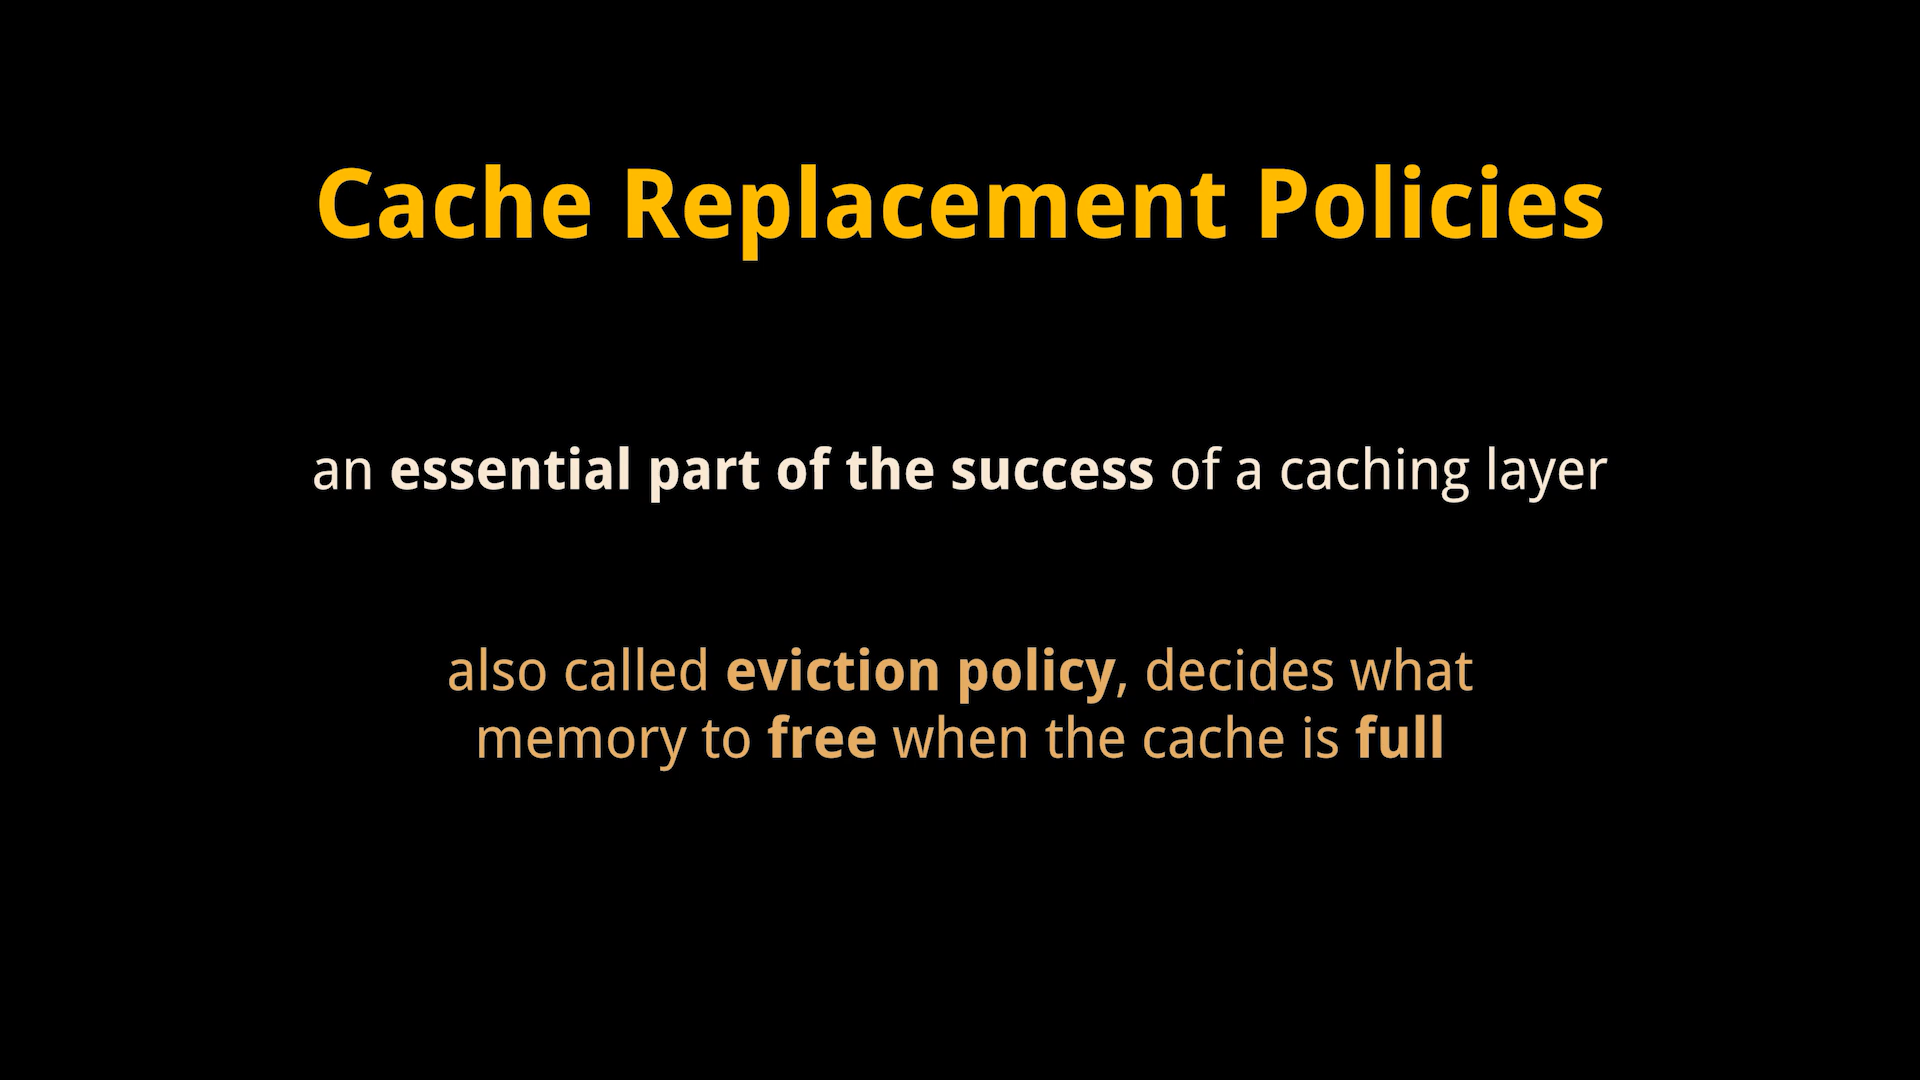 Cache Replacement Policies
an essential part of the success of a caching layer
also called eviction policy, decides what
memory to free when the cache is full